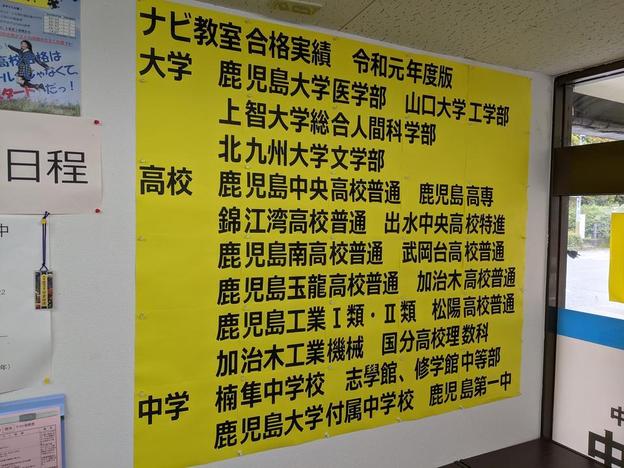 ナビ教室合格実績　令和元年度版
大学　鹿児島大学医学部　山口大学工学部
上智大学総合人間科学部
北九州大学文学部
高校　鹿児島中央高校普通　鹿児島高専
錦江湾高校普通　出水中央高校特進
鹿児島南高校普通　武岡台高校普通
鹿児島玉龍高校普通　加治木高校普通
鹿児島工業Ⅰ類・Ⅱ類　松陽高校普通
加治木工業機械　国分高校理数科
中学　楠隼中学校　志學館、修学館中等部
鹿児島大学付属中学校　鹿児島第一中
日程